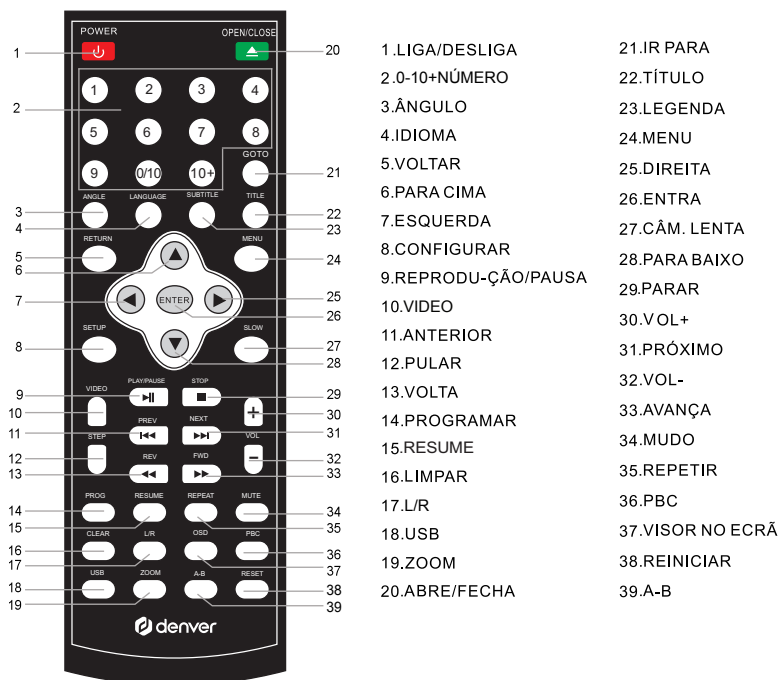 POWER
OPEN/CLOSE
1
20
1
2
3
4
2
5
6
7
8
GOTO
9
0/10
10+
21
ANGLE
LANGUAGE
SUBTITLE
TITLE
3
22
4
23
RETURN
MENU
5
24
6
7
ENTER
25
26
SETUP
SLOW
8
27
28
PLAY/PAUSE
STOP
VIDEO
9
29
10
+
30
PREV
NEXT
11
31
STEP
VOL
12
REV
FWD
-
32
13
33
PROG
RESUME
REPEAT
MUTE
14
34
15
35
CLEAR
L/R
OSD
PBC
16
36
17
37
USB
ZOOM
A-B
RESET
18
38
19
39
denver
1.LIGA/DESLIGA
2.0-10+NÚMERO
3.ÂNGULO
4.IDIOMA
5.VOLTAR
6.PARA CIMA
7.ESQUERDA
8.CONFIGURAR
9.REPRODU-ÇÃO/PAUSA
10.VIDEO
11.ANTERIOR
12.PULAR
13.VOLTA
14.PROGRAMAR
15.RESUME
16.LIMPAR
17.L/R
18.USB
19.ZOOM
20.ABRE/FECHA
21.IR PARA
22.TÍTULO
23.LEGENDA
24.MENU
25.DIREITA
26.ENTRA
27.CÂM. LENTA
28.PARA BAIXO
29.PARAR
30.VOL+
31.PRÓXIMO
32.VOL-
33.AVANÇA
34.MUDO
35.REPETIR
36.PBC
37.VISOR NO ECRÃ
38.REINICIAR
39.A-B